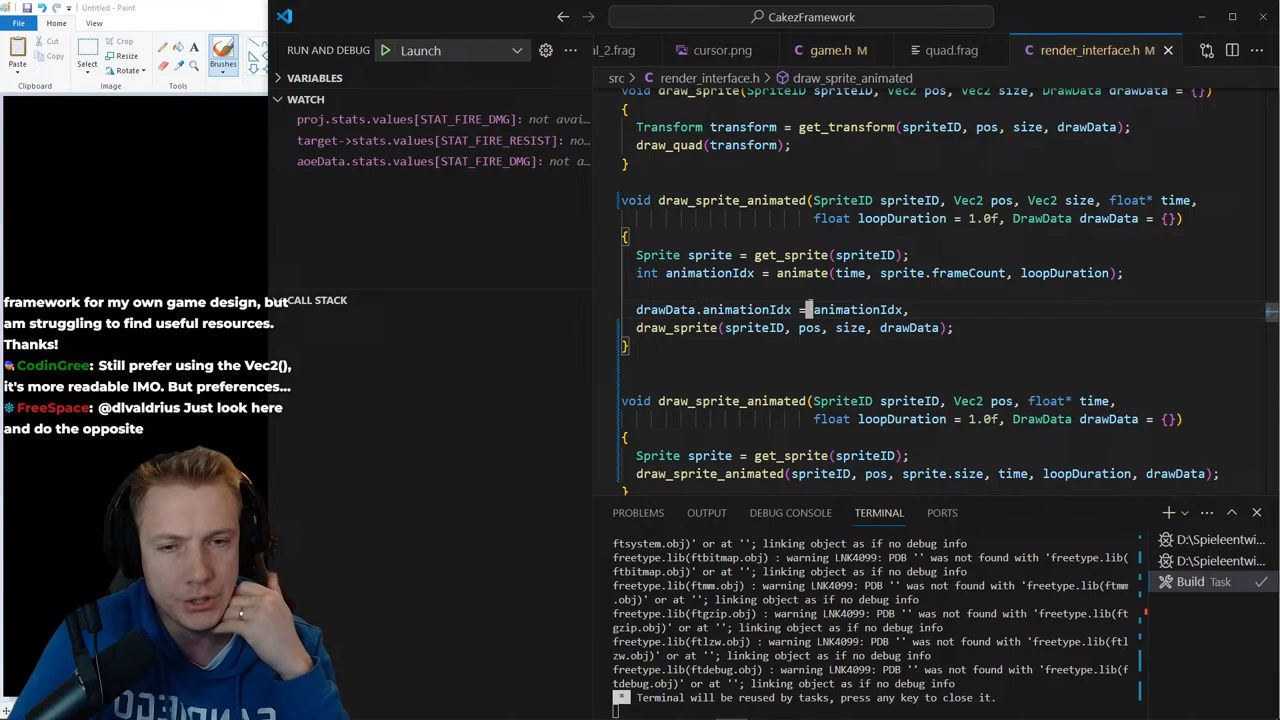 Untitled - Paint
File
Home
View
Paste
Cut
Copy
Clipboard
Select
Crop
Resize
Rotate
Image
Tools
Brushes
framework for my own game design, but
am struggling to find useful resources.
Thanks!
CodinGree: Still prefer using the Vec2(),
it's more readable IMO. But preferences...
FreeSpace: @dlvaldrius Just look here
and do the opposite
CakezFramework
RUN AND DEBUG
Launch
VARIABLES
WATCH
proj.stats.values[STAT_FIRE_DMG]: not avai...
target->stats.values[STAT_FIRE_RESIST]: no...
aoeData.stats.values[STAT_FIRE_DMG]: not a...
CALL STACK
al_2.frag
cursor.png
game.h M
quad.frag
render_interface.h M
src > render_interface.h > draw_sprite_animated
void draw_sprite(SpriteID spriteID, Vec2 pos, Vec2 size, DrawData drawData = {})
{
Transform transform = get_transform(spriteID, pos, size, drawData);
draw_quad(transform);
}
void draw_sprite_animated(SpriteID spriteID, Vec2 pos, Vec2 size, float* time,
float loopDuration = 1.0f, DrawData drawData = {})
{
Sprite sprite = get_sprite(spriteID);
int animationIdx = animate(time, sprite.frameCount, loopDuration);
drawData.animationIdx = animationIdx,
draw_sprite(spriteID, pos, size, drawData);
}
void draw_sprite_animated(SpriteID spriteID, Vec2 pos, float* time,
float loopDuration = 1.0f, DrawData drawData = {})
{
Sprite sprite = get_sprite(spriteID);
draw_sprite_animated(spriteID, pos, sprite.size, time, loopDuration, drawData);
}
PROBLEMS
OUTPUT
DEBUG CONSOLE
TERMINAL
PORTS
ftsystem.obj)' or at ''; linking object as if no debug info
freetype.lib(ftbitmap.obj) : warning LNK4099: PDB '' was not found with 'freetype.lib(
ftbitmap.obj)' or at ''; linking object as if no debug info
freetype.lib(ftmm.obj) : warning LNK4099: PDB '' was not found with 'freetype.lib(ftmm
.obj)' or at ''; linking object as if no debug info
freetype.lib(ftgzip.obj) : warning LNK4099: PDB '' was not found with 'freetype.lib(ft
gzip.obj)' or at ''; linking object as if no debug info
freetype.lib(ftlzw.obj) : warning LNK4099: PDB '' was not found with 'freetype.lib(ftl
zw.obj)' or at ''; linking object as if no debug info
freetype.lib(ftdebug.obj) : warning LNK4099: PDB '' was not found with 'freetype.lib(f
tdebug.obj)' or at ''; linking object as if no debug info
* Terminal will be reused by tasks, press any key to close it.
D:\Spieleentwi...
D:\Spieleentwi...
Build Task